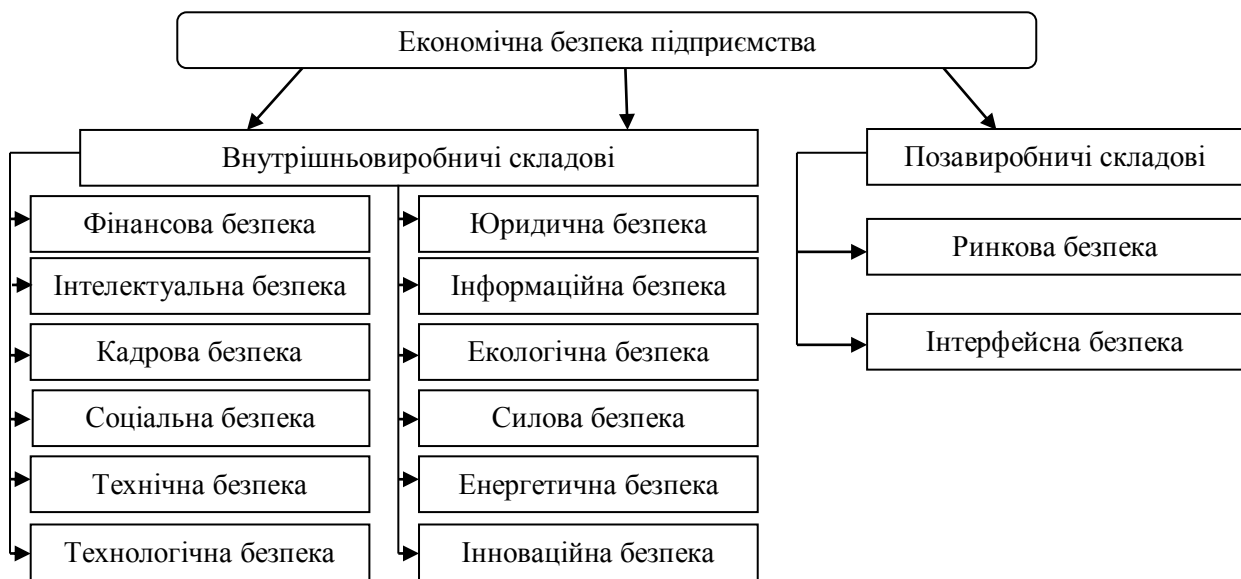 Економічна безпека підприємства
Внутрішньовиробничі складові
Позавиробничі складові
Фінансова безпека
Юридична безпека
Ринкова безпека
Інтелектуальна безпека
Інформаційна безпека
Кадрова безпека
Екологічна безпека
Інтерфейсна безпека
Соціальна безпека
Силова безпека
Технічна безпека
Енергетична безпека
Технологічна безпека
Інноваційна безпека